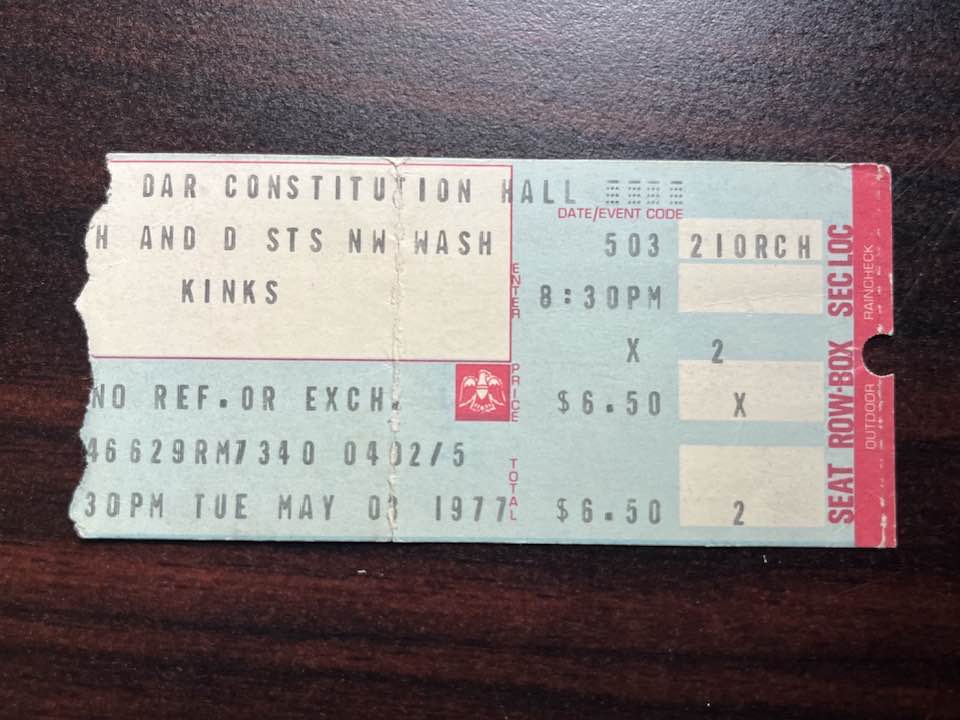 DAR CONSTITUTION HALL
DATE/EVENT CODE
H AND D STS NW WASH 503 210RCH
KINKS 8:30PM
ENTER
X 2
NO REF.OR EXCH. $6.50 X
PRICE
46629RM7340 0402/5
30PM TUE MAY 03 1977 $6.50 2
TOTAL
SEAT ROW-BOX SEC LOC
OUTDOOR RAINCHECK